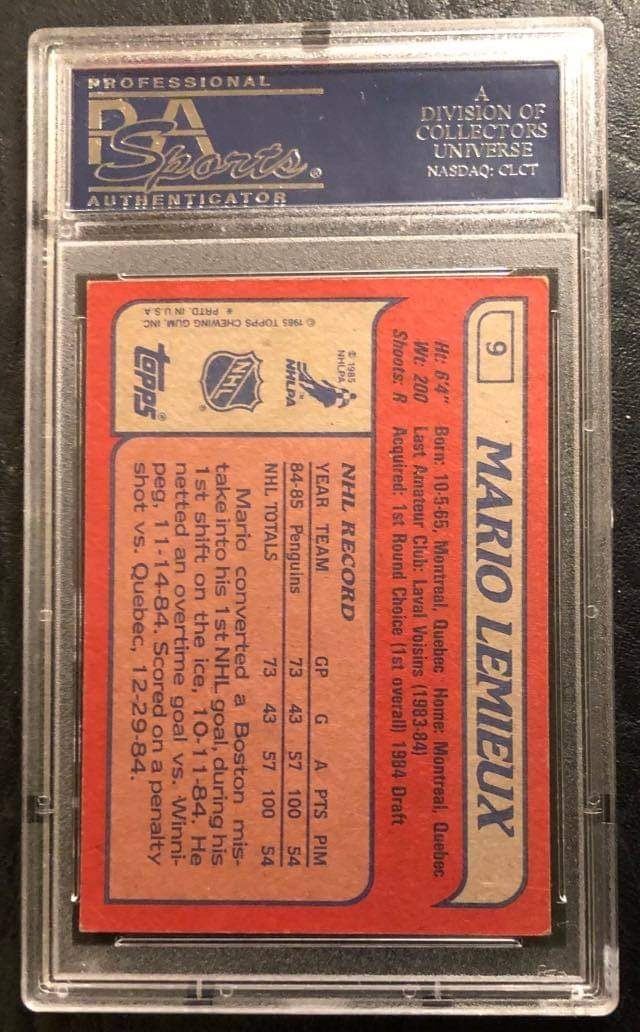 PROFESSIONAL
PSA
Sports®
AUTHENTICATOR
A
DIVISION OF
COLLECTORS
UNIVERSE
NASDAQ: CLCT
9
MARIO LEMIEUX
Ht: 6'4" Born: 10-5-65, Montreal, Quebec Home: Montreal, Quebec
Wt: 200 Last Amateur Club: Laval Voisins (1983-84)
Shoots: R Acquired: 1st Round Choice (1st overall) 1984 Draft
© 1985
NHLPA
NHLPA™
NHL®
topps®
© 1985 TOPPS CHEWING GUM, INC.
* PRTD. IN U.S.A.
NHL RECORD
YEAR TEAM GP G A PTS PIM
84-85 Penguins 73 43 57 100 54
NHL TOTALS 73 43 57 100 54
Mario converted a Boston mis-
take into his 1st NHL goal, during his
1st shift on the ice, 10-11-84. He
netted an overtime goal vs. Winni-
peg, 11-14-84. Scored on a penalty
shot vs. Quebec, 12-29-84.